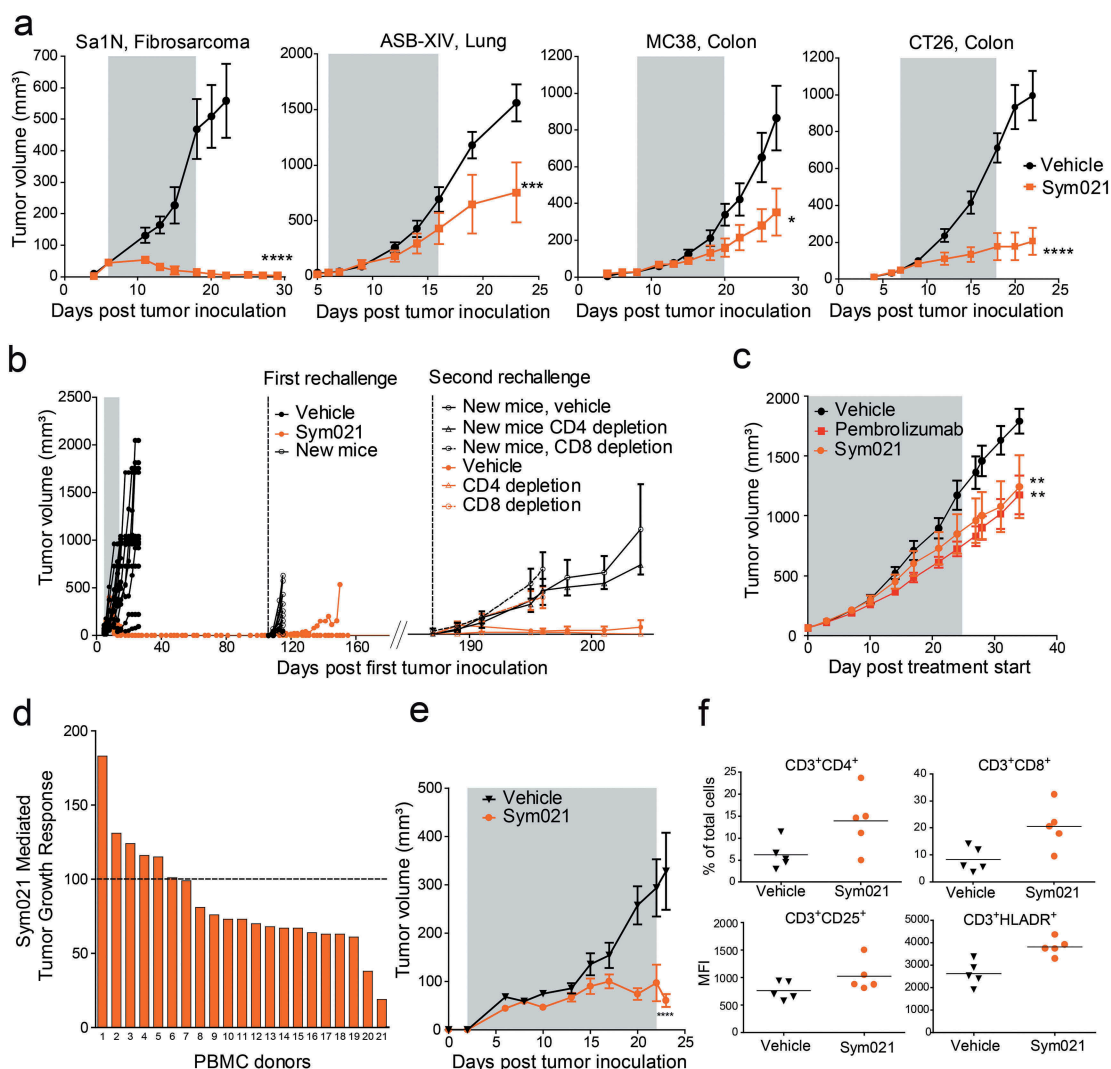 a
Sa1N, Fibrosarcoma
ASB-XIV, Lung
MC38, Colon
CT26, Colon
Tumor volume (mm³)
700
600
500
400
300
200
100
0
0 10 20 30
Days post tumor inoculation
****
2000
1500
1000
500
0
5 10 15 20 25
Days post tumor inoculation
***
1200
1000
800
600
400
200
0
0 5 10 15 20 25 30
Days post tumor inoculation
*
1200
1000
800
600
400
200
0
0 5 10 15 20 25
Days post tumor inoculation
****
Vehicle
Sym021
b
Tumor volume (mm³)
2500
2000
1500
1000
500
0
0 40 80 120 160
190 200
Days post first tumor inoculation
First rechallenge
Vehicle
Sym021
New mice
Second rechallenge
New mice, vehicle
New mice CD4 depletion
New mice, CD8 depletion
Vehicle
CD4 depletion
CD8 depletion
c
Tumor volume (mm³)
2000
1500
1000
500
0
0 10 20 30 40
Day post treatment start
Vehicle
Pembrolizumab
Sym021
**
**
d
Sym021 Mediated
Tumor Growth Response
200
150
100
50
0
1 2 3 4 5 6 7 8 9 10 11 12 13 14 15 16 17 18 19 20 21
PBMC donors
e
Tumor volume (mm³)
500
400
300
200
100
0
0 5 10 15 20 25
Days post tumor inoculation
Vehicle
Sym021
****
f
CD3⁺CD4⁺
% of total cells
25
20
15
10
5
0
Vehicle Sym021
CD3⁺CD8⁺
40
30
20
10
0
Vehicle Sym021
CD3⁺CD25⁺
MFI
2000
1500
1000
500
0
Vehicle Sym021
CD3⁺HLADR⁺
5000
4000
3000
2000
1000
0
Vehicle Sym021